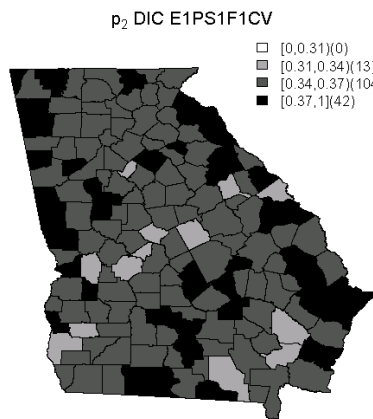 p₂ DIC E1PS1F1CV
[0,0.31)(0)
[0.31,0.34)(13)
[0.34,0.37)(104
[0.37,1](42)